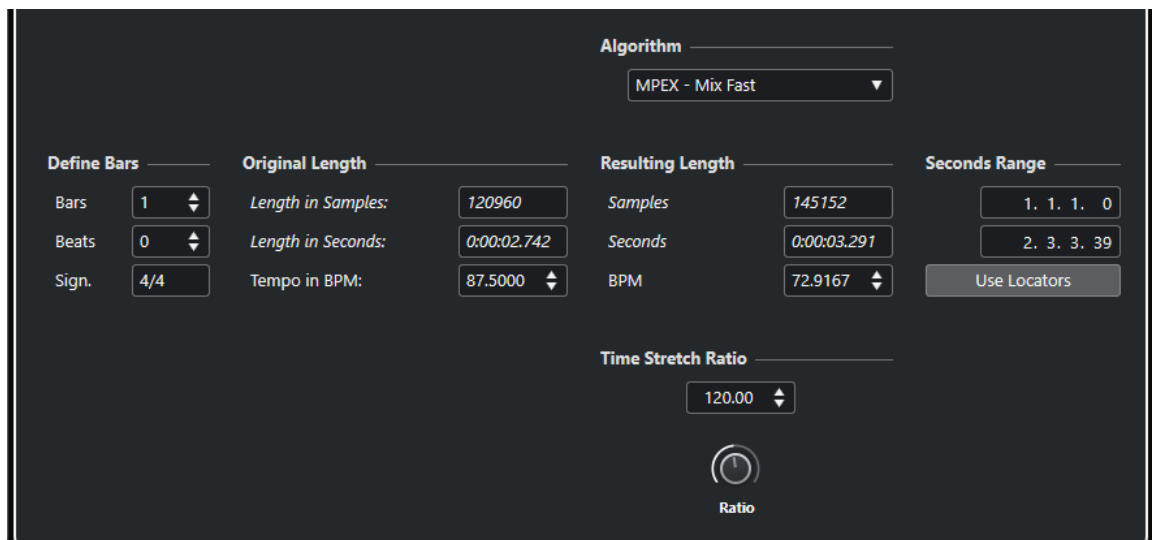 Algorithm
MPEX - Mix Fast
Define Bars
Original Length
Resulting Length
Seconds Range
Bars 1
Length in Samples: 120960
Samples 145152
1. 1. 1. 0
Beats 0
Length in Seconds: 0:00:02.742
Seconds 0:00:03.291
2. 3. 3. 39
Sign. 4/4
Tempo in BPM: 87.5000
BPM 72.9167
Use Locators
Time Stretch Ratio
120.00
Ratio